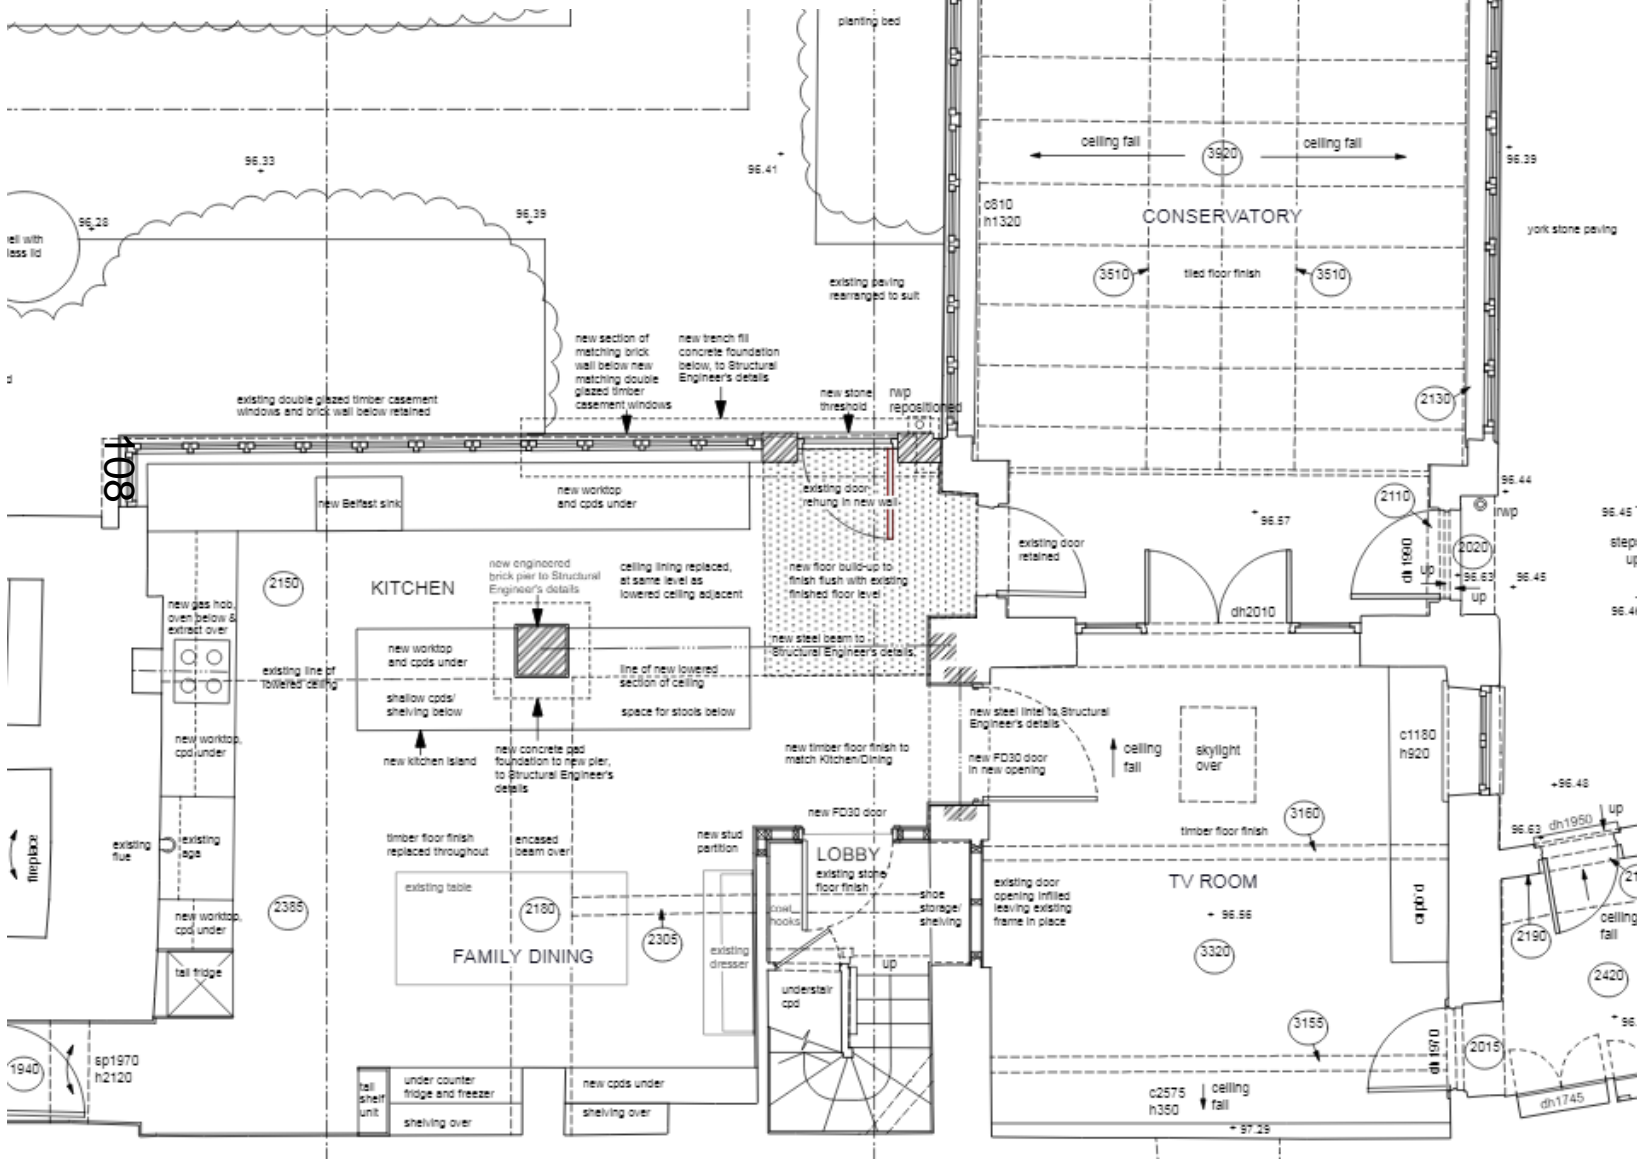 planting bed
96.33
96.41
96.28
96.39
ell with
lass lid
ceiling fall
3920
ceiling fall
96.39
c810
h1320
CONSERVATORY
york stone paving
3510
tiled floor finish
3510
existing paving
rearranged to suit
new section of
matching brick
wall below new
matching double
glazed timber
casement windows
new trench fill
concrete foundation
below, to Structural
Engineer's details
existing double glazed timber casement
windows and brick wall below retained
new stone
threshold
rwp
repositioned
2130
108
new Belfast sink
new worktop
and cpds under
existing door
rehung in new wall
96.44
2110
rwp
96.45
existing door
retained
96.57
dh 1990
2020
up
96.63
96.45
up
steps
up
2150
KITCHEN
new engineered
brick pier to Structural
Engineer's details
ceiling lining replaced,
at same level as
lowered ceiling adjacent
new floor build-up to
finish flush with existing
finished floor level
dh2010
new gas hob,
oven below &
extract over
new worktop
and cpds under
new steel beam to
Structural Engineer's details
existing line of
lowered ceiling
line of new lowered
section of ceiling
shallow cpds/
shelving below
space for stools below
new steel lintel to Structural
Engineer's details
new worktop,
cpd under
new kitchen island
new concrete pad
foundation to new pier,
to Structural Engineer's
details
new timber floor finish to
match Kitchen/Dining
new FD30 door
in new opening
ceiling
fall
skylight
over
c1180
h920
96.48
up
dh1950
96.63
new FD30 door
3160
timber floor finish
existing
flue
existing
aga
timber floor finish
replaced throughout
encased
beam over
new stud
partition
LOBBY
existing stone
floor finish
fireplace
existing table
TV ROOM
existing door
opening infilled
leaving existing
frame in place
shoe
storage/
shelving
coat
hooks
cupb'd
96.56
2385
new worktop,
cpd under
2180
2305
2190
ceiling
fall
FAMILY DINING
existing
dresser
3320
up
tall fridge
understair
cpd
2420
3155
dh 1970
2015
1940
sp1970
h2120
tall
shelf
unit
under counter
fridge and freezer
new cpds under
shelving over
shelving over
c2575
h350
ceiling
fall
dh1745
97.29